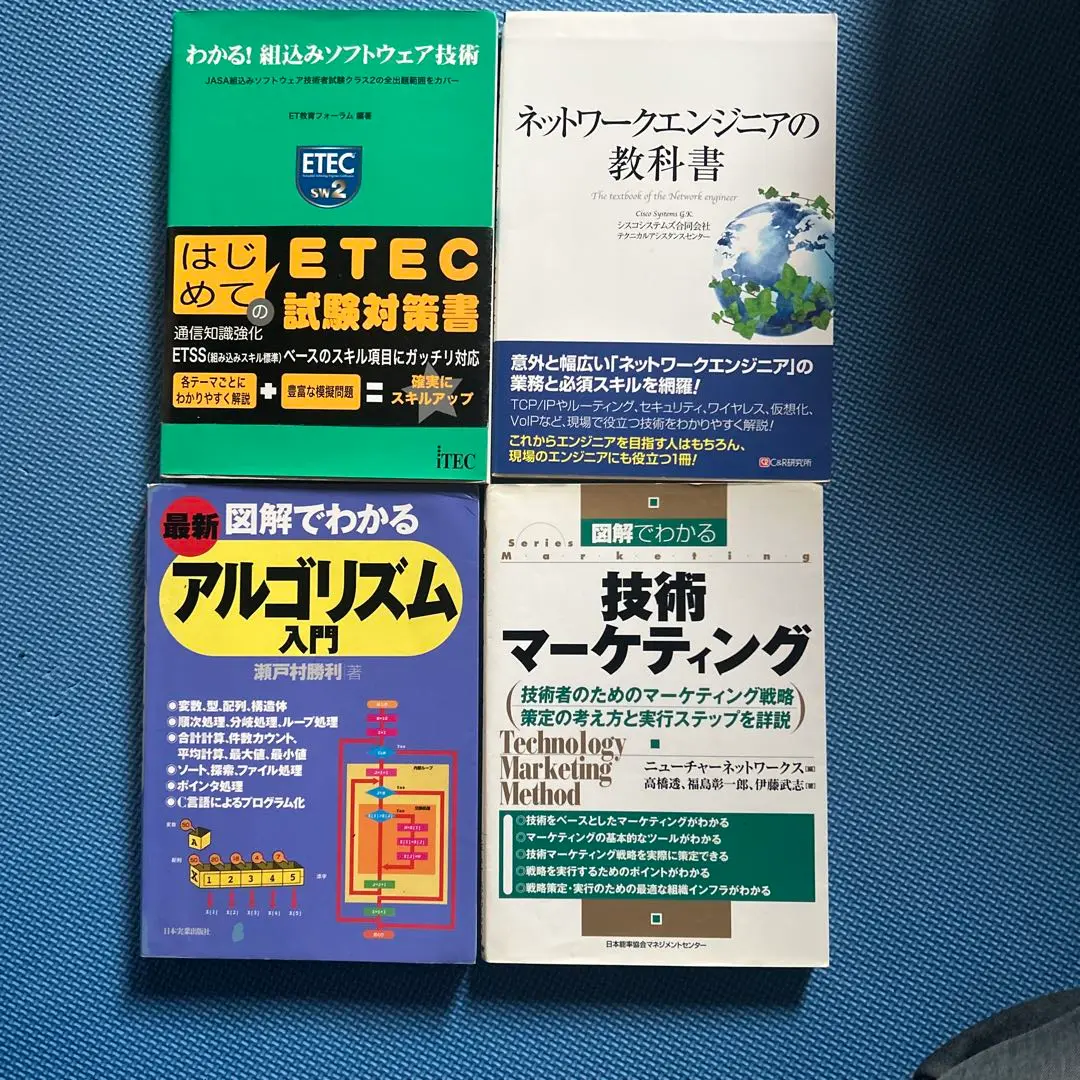 わかる!組込みソフトウェア技術
JASA組込みソフトウェア技術者試験クラス2の全出題範囲をカバー
ET教育フォーラム 編著
ETEC
SW2
はじ
めての
ETEC
試験対策書
通信知識強化
ETSS(組み込みスキル標準)ベースのスキル項目にガッチリ対応
各テーマごとに
わかりやすく解説
+
豊富な模擬問題
=
確実に
スキルアップ
iTEC
ネットワークエンジニアの
教科書
The textbook of the Network engineer
Cisco Systems G.K.
シスコシステムズ合同会社
テクニカルアシスタンスセンター
意外と幅広い「ネットワークエンジニア」の
業務と必須スキルを網羅!
TCP/IPやルーティング、セキュリティ、ワイヤレス、仮想化、
VoIPなど、現場で役立つ技術をわかりやすく解説!
これからエンジニアを目指す人はもちろん、
現場のエンジニアにも役立つ1冊!
C&R研究所
最新
図解でわかる
アルゴリズム
入門
瀬戸村勝利 著
◉変数、型、配列、構造体
◉順次処理、分岐処理、ループ処理
◉合計計算、件数カウント、
平均計算、最大値、最小値
◉ソート、探索、ファイル処理
◉ポインタ処理
◉C言語によるプログラム化
変数
A
配列
1 2 3 4 5
添字
X[1] X[2] X[3] X[4] X[5]
内部ループ
Yes
日本実業出版社
Series
図解でわかる
Marketing
技術
マーケティング
技術者のためのマーケティング戦略
策定の考え方と実行ステップを詳説
Technology
Marketing
Method
ニューチャーネットワークス 編
高橋透、福島彰一郎、伊藤武志 著
◎技術をベースとしたマーケティングがわかる
◎マーケティングの基本的なツールがわかる
◎技術マーケティング戦略を実際に策定できる
◎戦略を実行するためのポイントがわかる
◎戦略策定・実行のための最適な組織インフラがわかる
日本能率協会マネジメントセンター